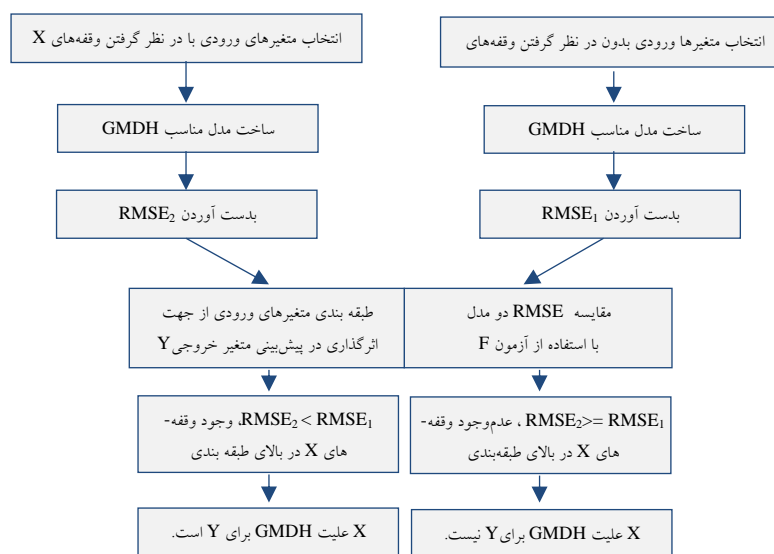 انتخاب متغیرها ورودی بدون در نظر گرفتن وقفه‌های
انتخاب متغیرهای ورودی با در نظر گرفتن وقفه‌های X
ساخت مدل مناسب GMDH
ساخت مدل مناسب GMDH
بدست آوردن RMSE₁
بدست آوردن RMSE₂
مقایسه RMSE دو مدل
با استفاده از آزمون F
طبقه بندی متغیرهای ورودی از جهت
اثرگذاری در پیش‌بینی متغیر خروجی Y
RMSE₂>= RMSE₁ ، عدم‌وجود وقفه-
های X در بالای طبقه‌بندی
RMSE₂ < RMSE₁، وجود وقفه-
های X در بالای طبقه بندی
X علیت GMDH برای Y نیست.
X علیت GMDH برای Y است.